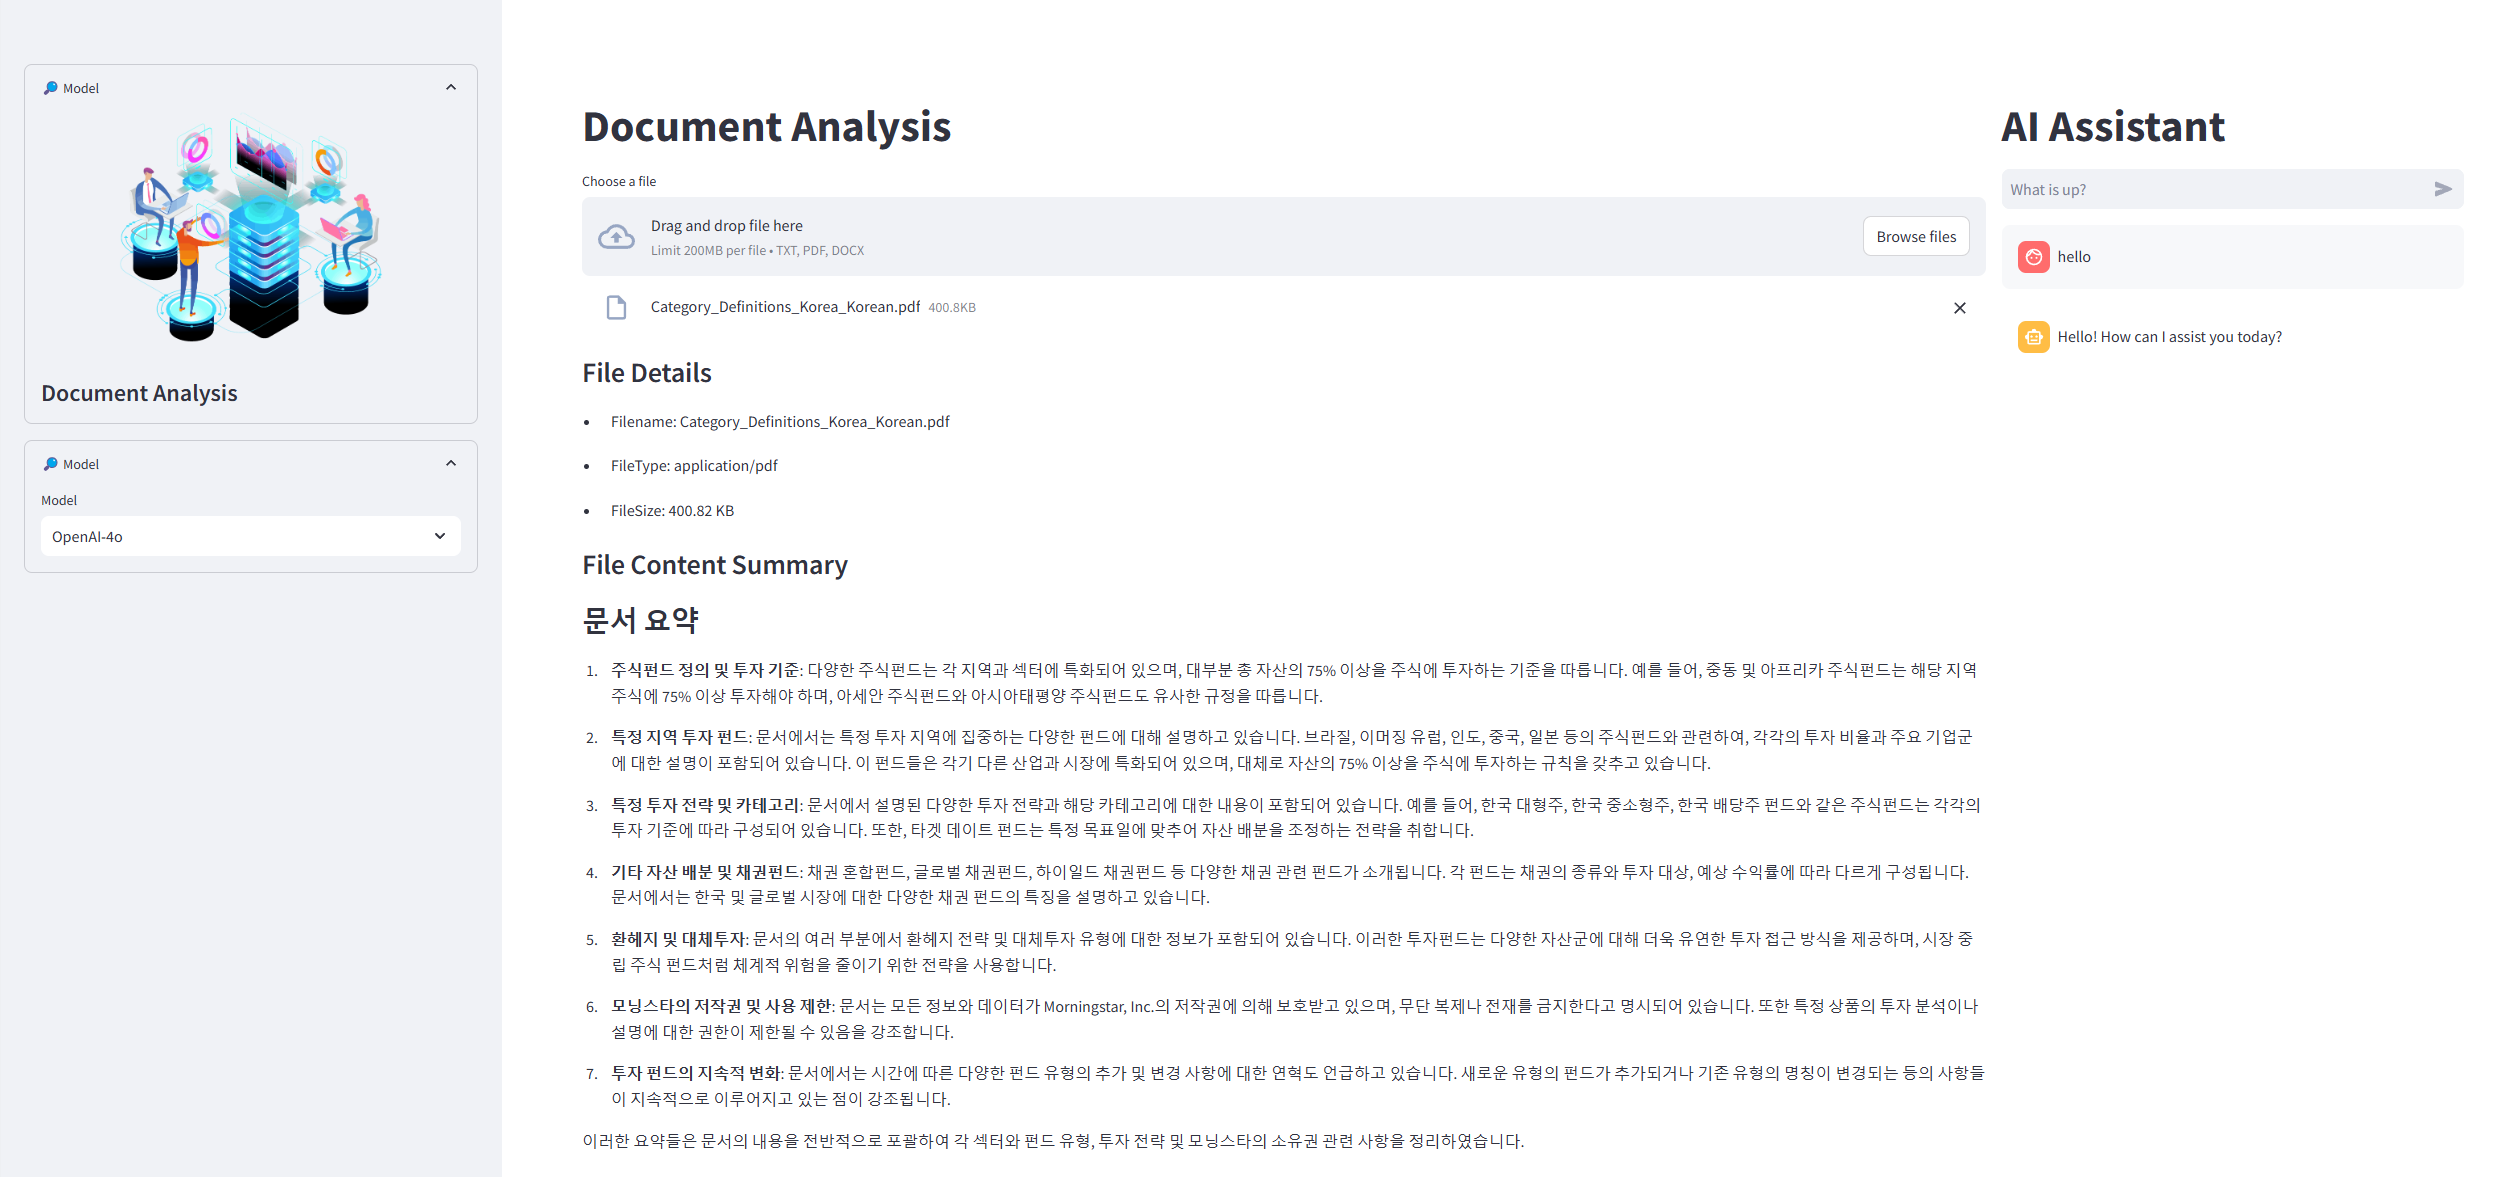 Model
Document Analysis
Model
Model
OpenAI-4o
Document Analysis
Choose a file
Drag and drop file here
Limit 200MB per file • TXT, PDF, DOCX
Browse files
Category_Definitions_Korea_Korean.pdf 400.8KB
File Details
• Filename: Category_Definitions_Korea_Korean.pdf
• FileType: application/pdf
• FileSize: 400.82 KB
File Content Summary
문서 요약
1. 주식펀드 정의 및 투자 기준: 다양한 주식펀드는 각 지역과 섹터에 특화되어 있으며, 대부분 총 자산의 75% 이상을 주식에 투자하는 기준을 따릅니다. 예를 들어, 중동 및 아프리카 주식펀드는 해당 지역
주식에 75% 이상 투자해야 하며, 아세안 주식펀드와 아시아태평양 주식펀드도 유사한 규정을 따릅니다.
2. 특정 지역 투자 펀드: 문서에서는 특정 투자 지역에 집중하는 다양한 펀드에 대해 설명하고 있습니다. 브라질, 이머징 유럽, 인도, 중국, 일본 등의 주식펀드와 관련하여, 각각의 투자 비율과 주요 기업군
에 대한 설명이 포함되어 있습니다. 이 펀드들은 각기 다른 산업과 시장에 특화되어 있으며, 대체로 자산의 75% 이상을 주식에 투자하는 규칙을 갖추고 있습니다.
3. 특정 투자 전략 및 카테고리: 문서에서 설명된 다양한 투자 전략과 해당 카테고리에 대한 내용이 포함되어 있습니다. 예를 들어, 한국 대형주, 한국 중소형주, 한국 배당주 펀드와 같은 주식펀드는 각각의
투자 기준에 따라 구성되어 있습니다. 또한, 타겟 데이트 펀드는 특정 목표일에 맞추어 자산 배분을 조정하는 전략을 취합니다.
4. 기타 자산 배분 및 채권펀드: 채권 혼합펀드, 글로벌 채권펀드, 하이일드 채권펀드 등 다양한 채권 관련 펀드가 소개됩니다. 각 펀드는 채권의 종류와 투자 대상, 예상 수익률에 따라 다르게 구성됩니다.
문서에서는 한국 및 글로벌 시장에 대한 다양한 채권 펀드의 특징을 설명하고 있습니다.
5. 환헤지 및 대체투자: 문서의 여러 부분에서 환헤지 전략 및 대체투자 유형에 대한 정보가 포함되어 있습니다. 이러한 투자펀드는 다양한 자산군에 대해 더욱 유연한 투자 접근 방식을 제공하며, 시장 중
립 주식 펀드처럼 체계적 위험을 줄이기 위한 전략을 사용합니다.
6. 모닝스타의 저작권 및 사용 제한: 문서는 모든 정보와 데이터가 Morningstar, Inc.의 저작권에 의해 보호받고 있으며, 무단 복제나 전재를 금지한다고 명시되어 있습니다. 또한 특정 상품의 투자 분석이나
설명에 대한 권한이 제한될 수 있음을 강조합니다.
7. 투자 펀드의 지속적 변화: 문서에서는 시간에 따른 다양한 펀드 유형의 추가 및 변경 사항에 대한 연혁도 언급하고 있습니다. 새로운 유형의 펀드가 추가되거나 기존 유형의 명칭이 변경되는 등의 사항들
이 지속적으로 이루어지고 있는 점이 강조됩니다.
이러한 요약들은 문서의 내용을 전반적으로 포괄하여 각 섹터와 펀드 유형, 투자 전략 및 모닝스타의 소유권 관련 사항을 정리하였습니다.
AI Assistant
What is up?
hello
Hello! How can I assist you today?